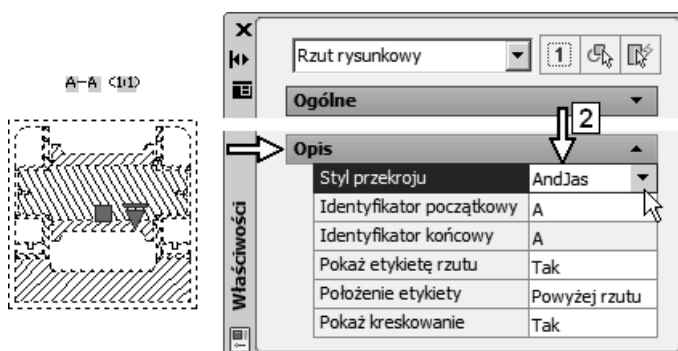 A-A (1:1)
Rzut rysunkowy
1
Ogólne
2
Opis
Styl przekroju AndJas
Identyfikator początkowy A
Identyfikator końcowy A
Pokaż etykietę rzutu Tak
Położenie etykiety Powyżej rzutu
Pokaż kreskowanie Tak
Właściwości